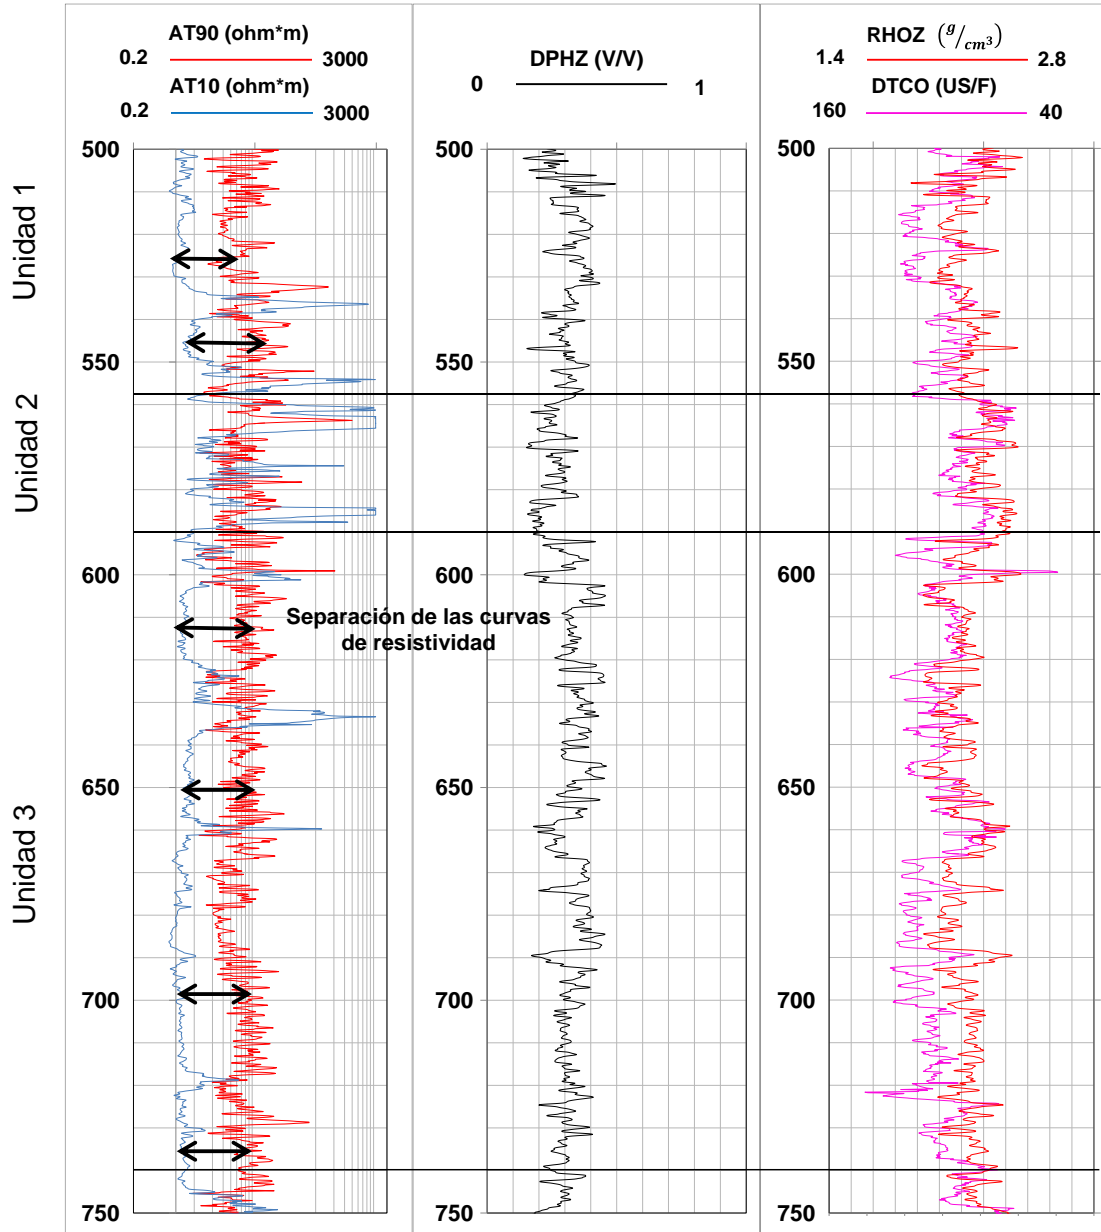 AT90 (ohm*m)
0.2 3000
AT10 (ohm*m)
0.2 3000
DPHZ (V/V)
0 1
RHOZ (g/cm³)
1.4 2.8
DTCO (US/F)
160 40
500 500 500
Unidad 1
550 550 550
Unidad 2
600 600 600
Separación de las curvas
de resistividad
650 650 650
Unidad 3
700 700 700
750 750 750